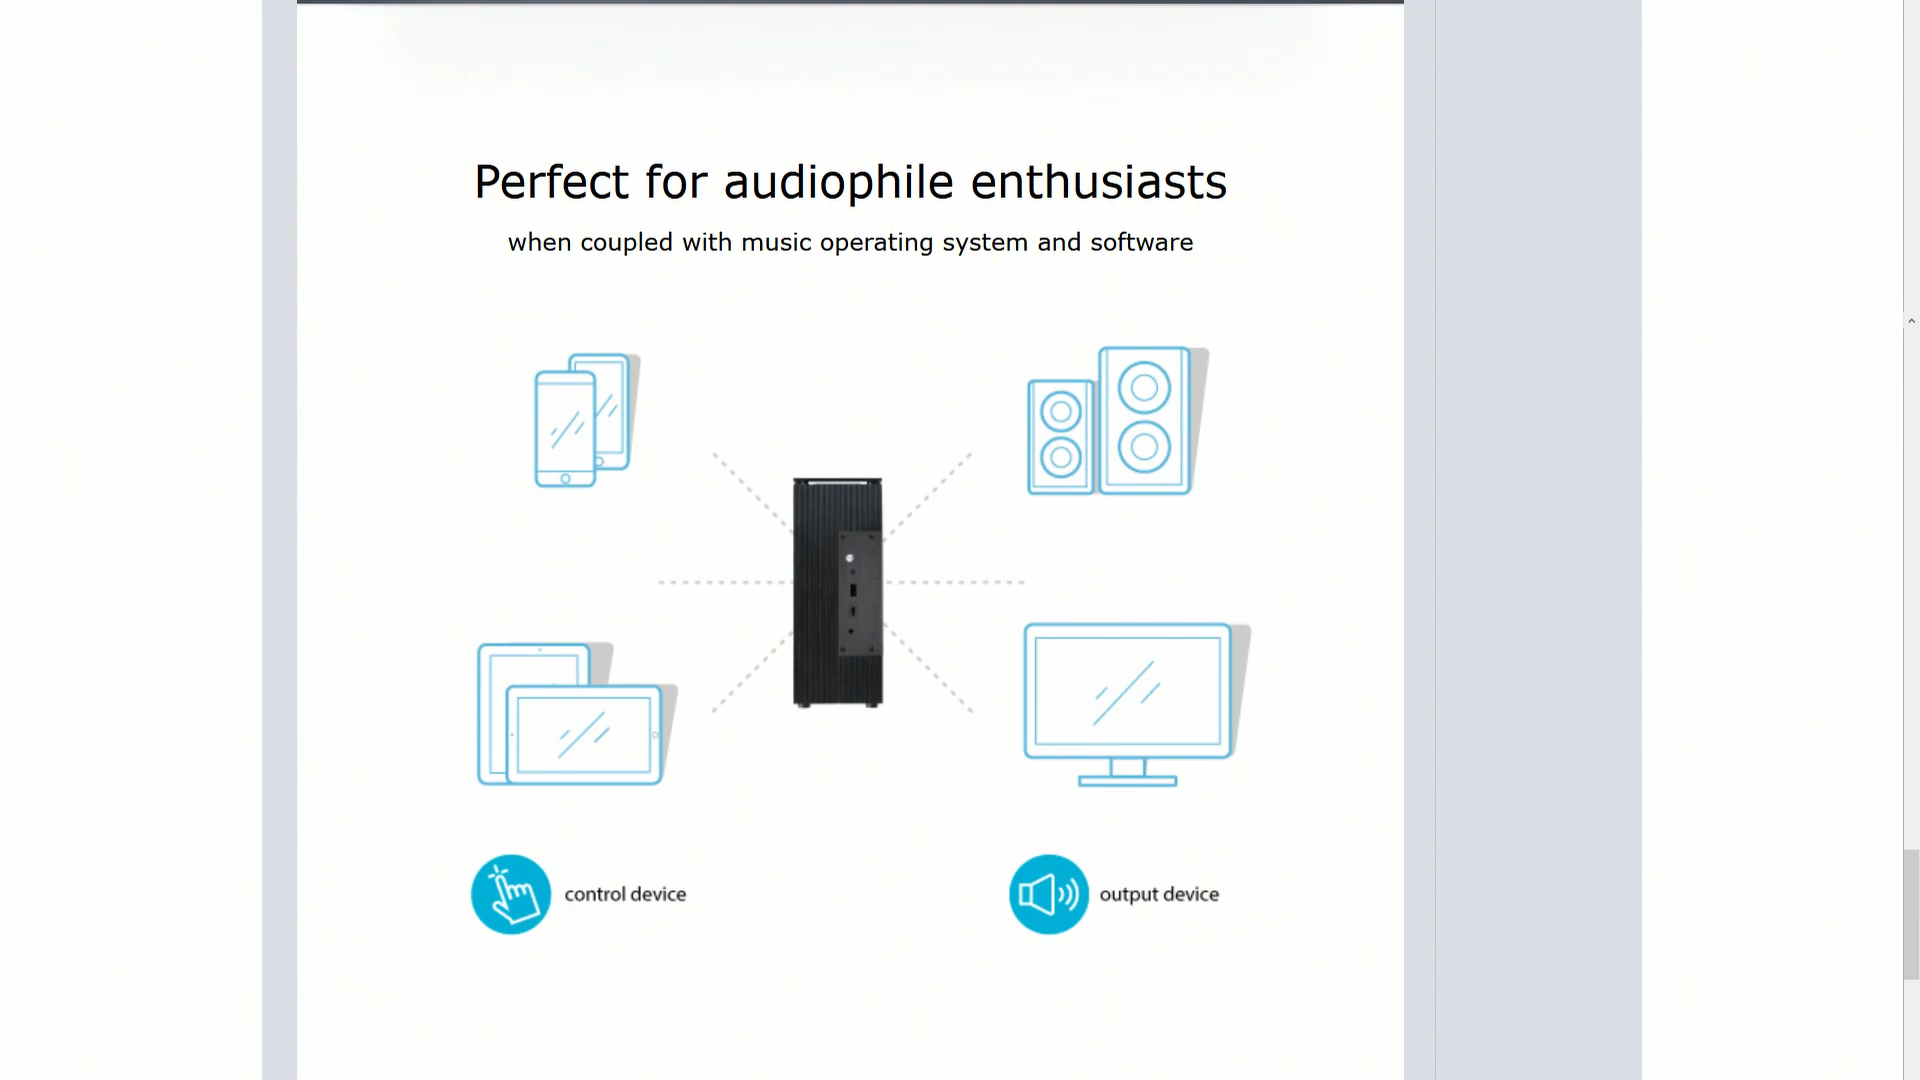 Perfect for audiophile enthusiasts
when coupled with music operating system and software
control device
output device